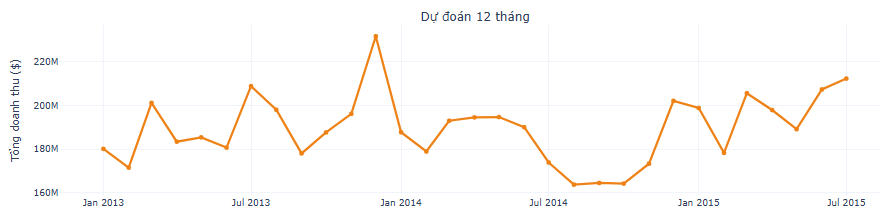 Dự đoán 12 tháng
Tổng doanh thu ($)
220M
200M
180M
160M
Jan 2013
Jul 2013
Jan 2014
Jul 2014
Jan 2015
Jul 2015